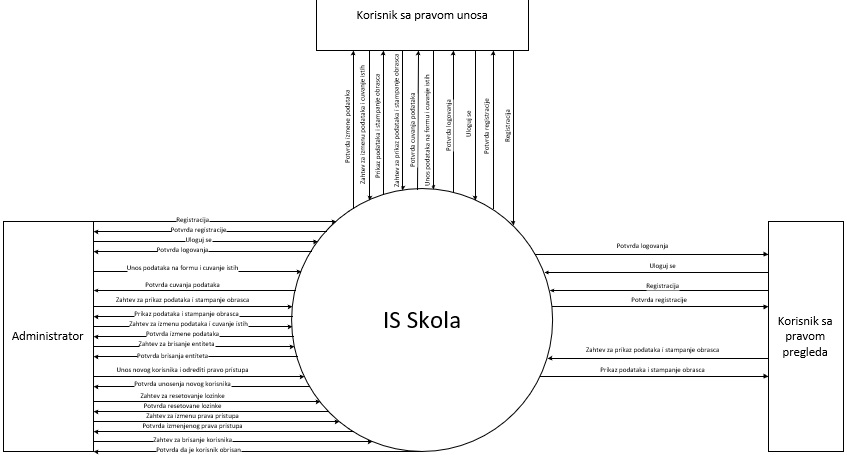 Korisnik sa pravom unosa
Potvrda izmene podataka
Zahtev za izmenu podataka i cuvanje istih
Prikaz podataka i stampanje obrasca
Zahtev za prikaz podataka i stampanje obrasca
Potvrda cuvanja podataka
Unos podataka na formu i cuvanje istih
Potvrda logovanja
Uloguj se
Potvrda registracije
Registracija
Administrator
Registracija
Potvrda registracije
Uloguj se
Potvrda logovanja
Unos podataka na formu i cuvanje istih
Potvrda cuvanja podataka
Zahtev za prikaz podataka i stampanje obrasca
Prikaz podataka i stampanje obrasca
Zahtev za izmenu podataka i cuvanje istih
Potvrda izmene podataka
Zahtev za brisanje entiteta
Potvrda brisanja entiteta
Unos novog korisnika i odrediti pravo pristupa
Potvrda unosenja novog korisnika
Zahtev za resetovanje lozinke
Potvrda resetovane lozinke
Zahtev za izmenu prava pristupa
Potvrda izmenjenog prava pristupa
Zahtev za brisanje korisnika
Potvrda da je korisnik obrisan
IS Skola
Potvrda logovanja
Uloguj se
Registracija
Potvrda registracije
Zahtev za prikaz podataka i stampanje obrasca
Prikaz podataka i stampanje obrasca
Korisnik sa
pravom
pregleda